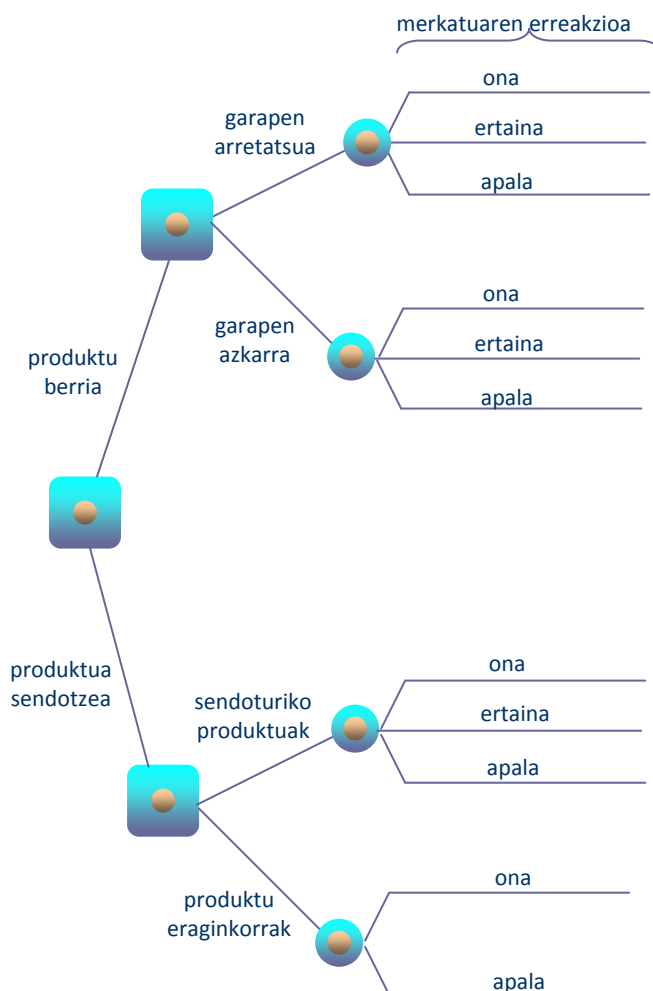 merkatuaren erreakzioa
garapen
arretatsua
ona
ertaina
apala
garapen
azkarra
ona
ertaina
apala
produktu
berria
produktua
sendotzea
sendoturiko
produktuak
ona
ertaina
apala
produktu
eraginkorrak
ona
apala